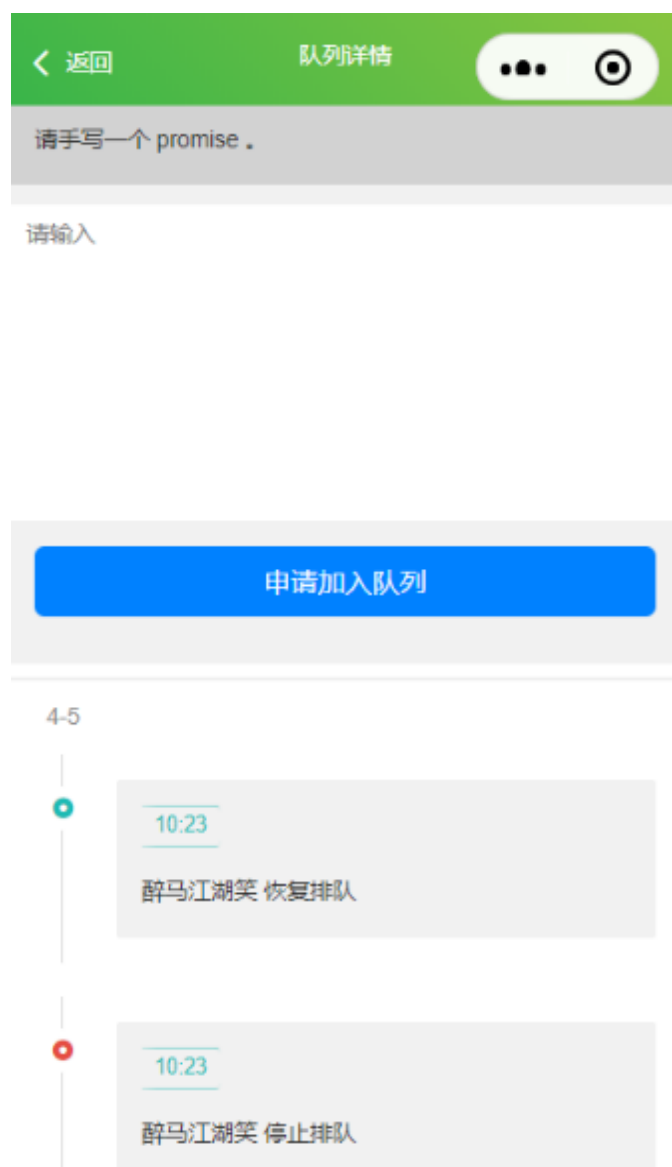 返回
队列详情
请手写一个 promise 。
请输入
申请加入队列
4-5
10:23
醉马江湖笑 恢复排队
10:23
醉马江湖笑 停止排队